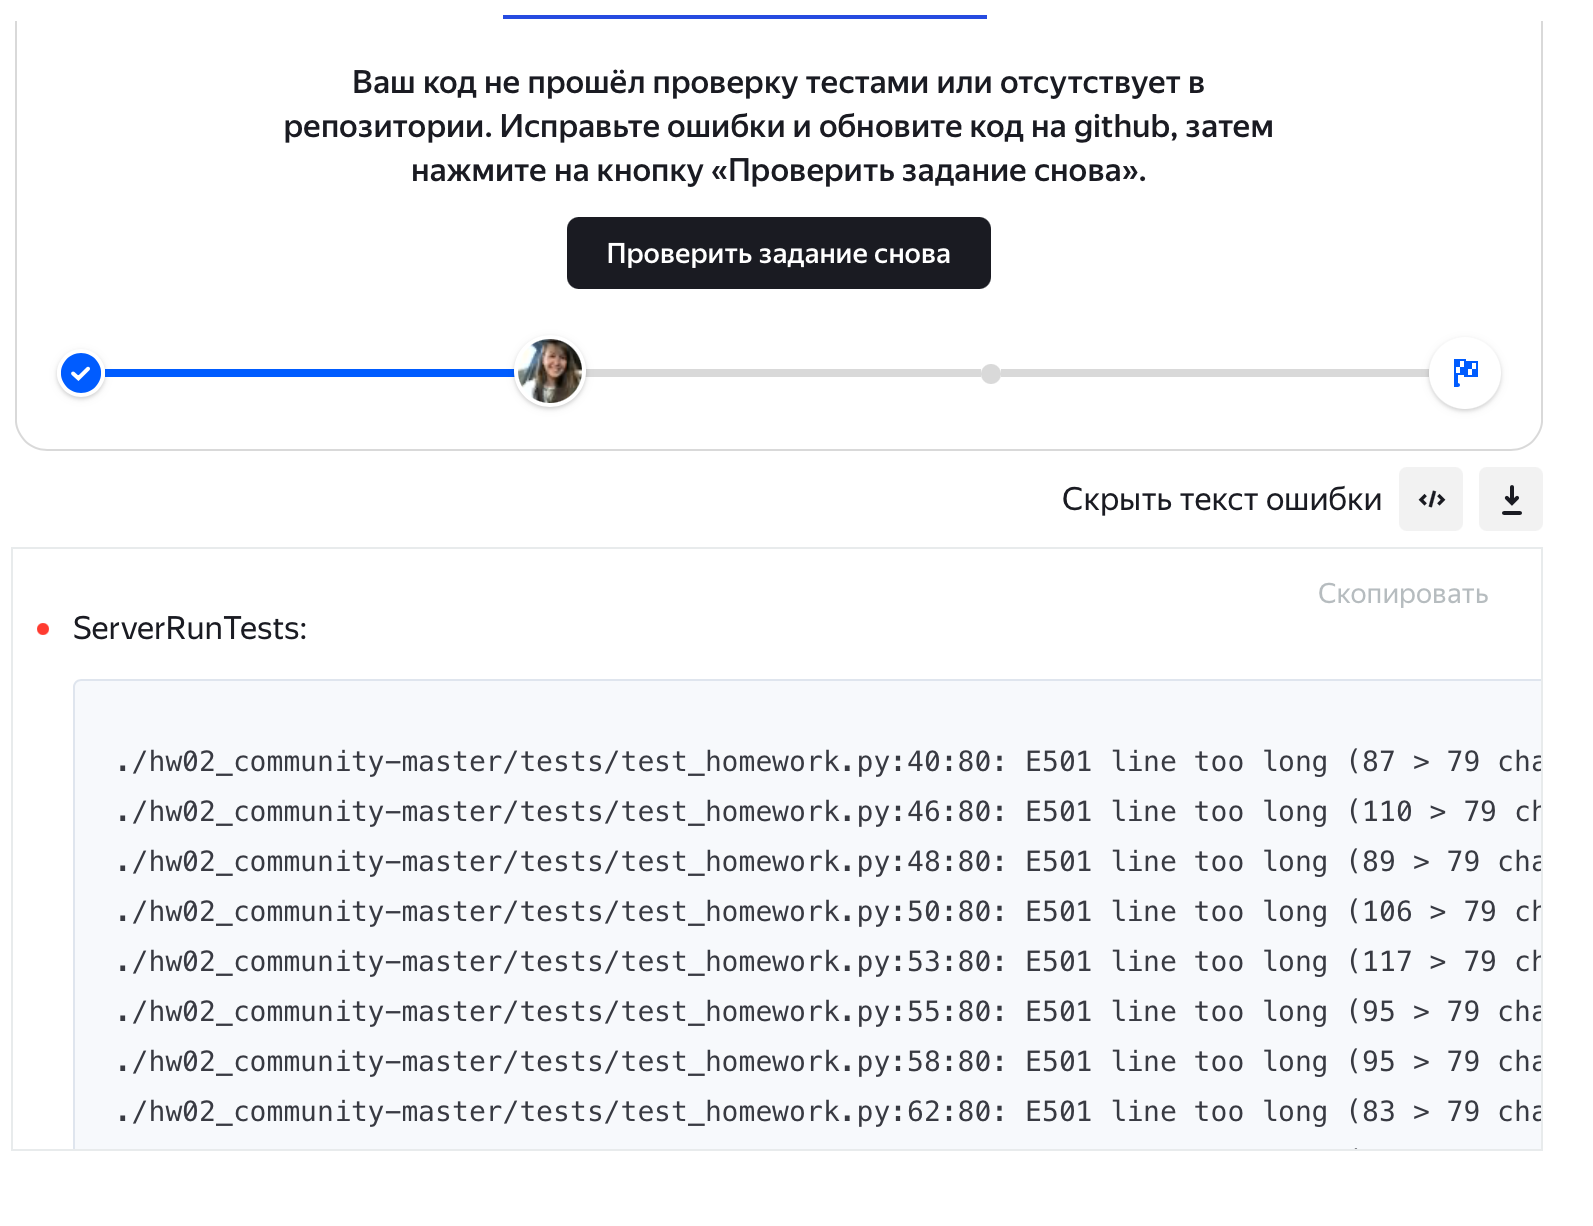 Ваш код не прошёл проверку тестами или отсутствует в
репозитории. Исправьте ошибки и обновите код на github, затем
нажмите на кнопку «Проверить задание снова».
Проверить задание снова
Скрыть текст ошибки </>
Скопировать
ServerRunTests:
./hw02_community-master/tests/test_homework.py:40:80: E501 line too long (87 > 79 cha
./hw02_community-master/tests/test_homework.py:46:80: E501 line too long (110 > 79 ch
./hw02_community-master/tests/test_homework.py:48:80: E501 line too long (89 > 79 cha
./hw02_community-master/tests/test_homework.py:50:80: E501 line too long (106 > 79 ch
./hw02_community-master/tests/test_homework.py:53:80: E501 line too long (117 > 79 ch
./hw02_community-master/tests/test_homework.py:55:80: E501 line too long (95 > 79 cha
./hw02_community-master/tests/test_homework.py:58:80: E501 line too long (95 > 79 cha
./hw02_community-master/tests/test_homework.py:62:80: E501 line too long (83 > 79 cha